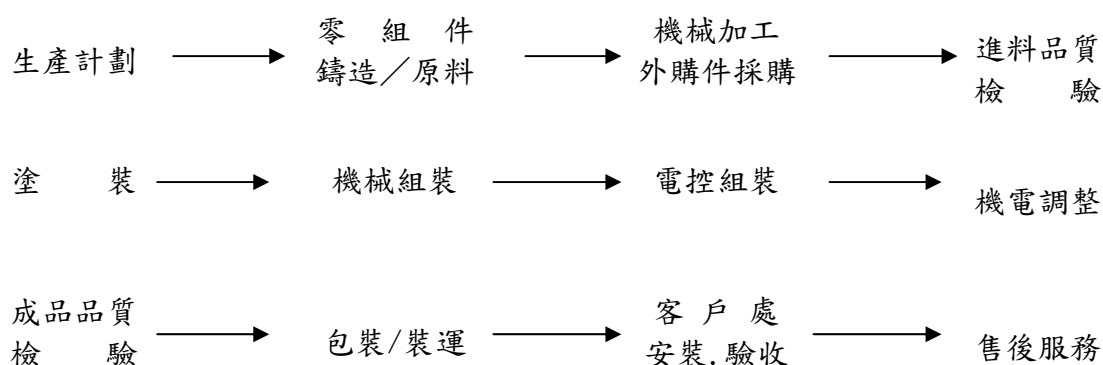 生產計劃
零組件
鑄造／原料
機械加工
外購件採購
進料品質
檢驗
塗裝
機械組裝
電控組裝
機電調整
成品品質
檢驗
包裝/裝運
客戶處
安裝.驗收
售後服務